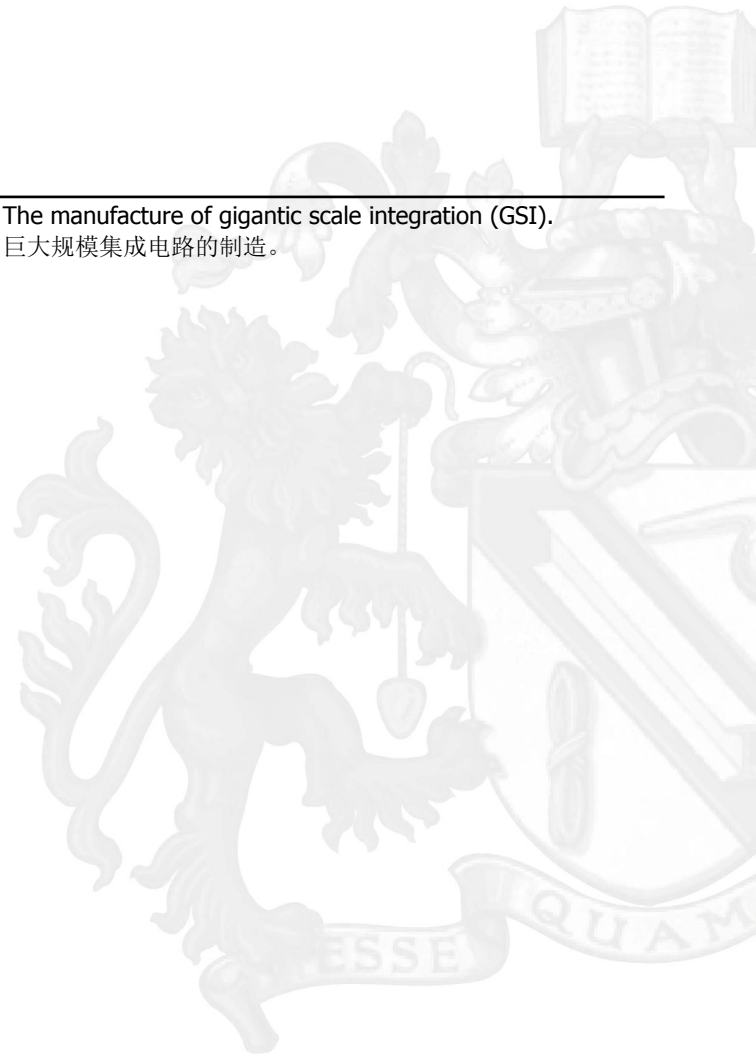 The manufacture of gigantic scale integration (GSI).
巨大规模集成电路的制造。
ESSE
QUAM